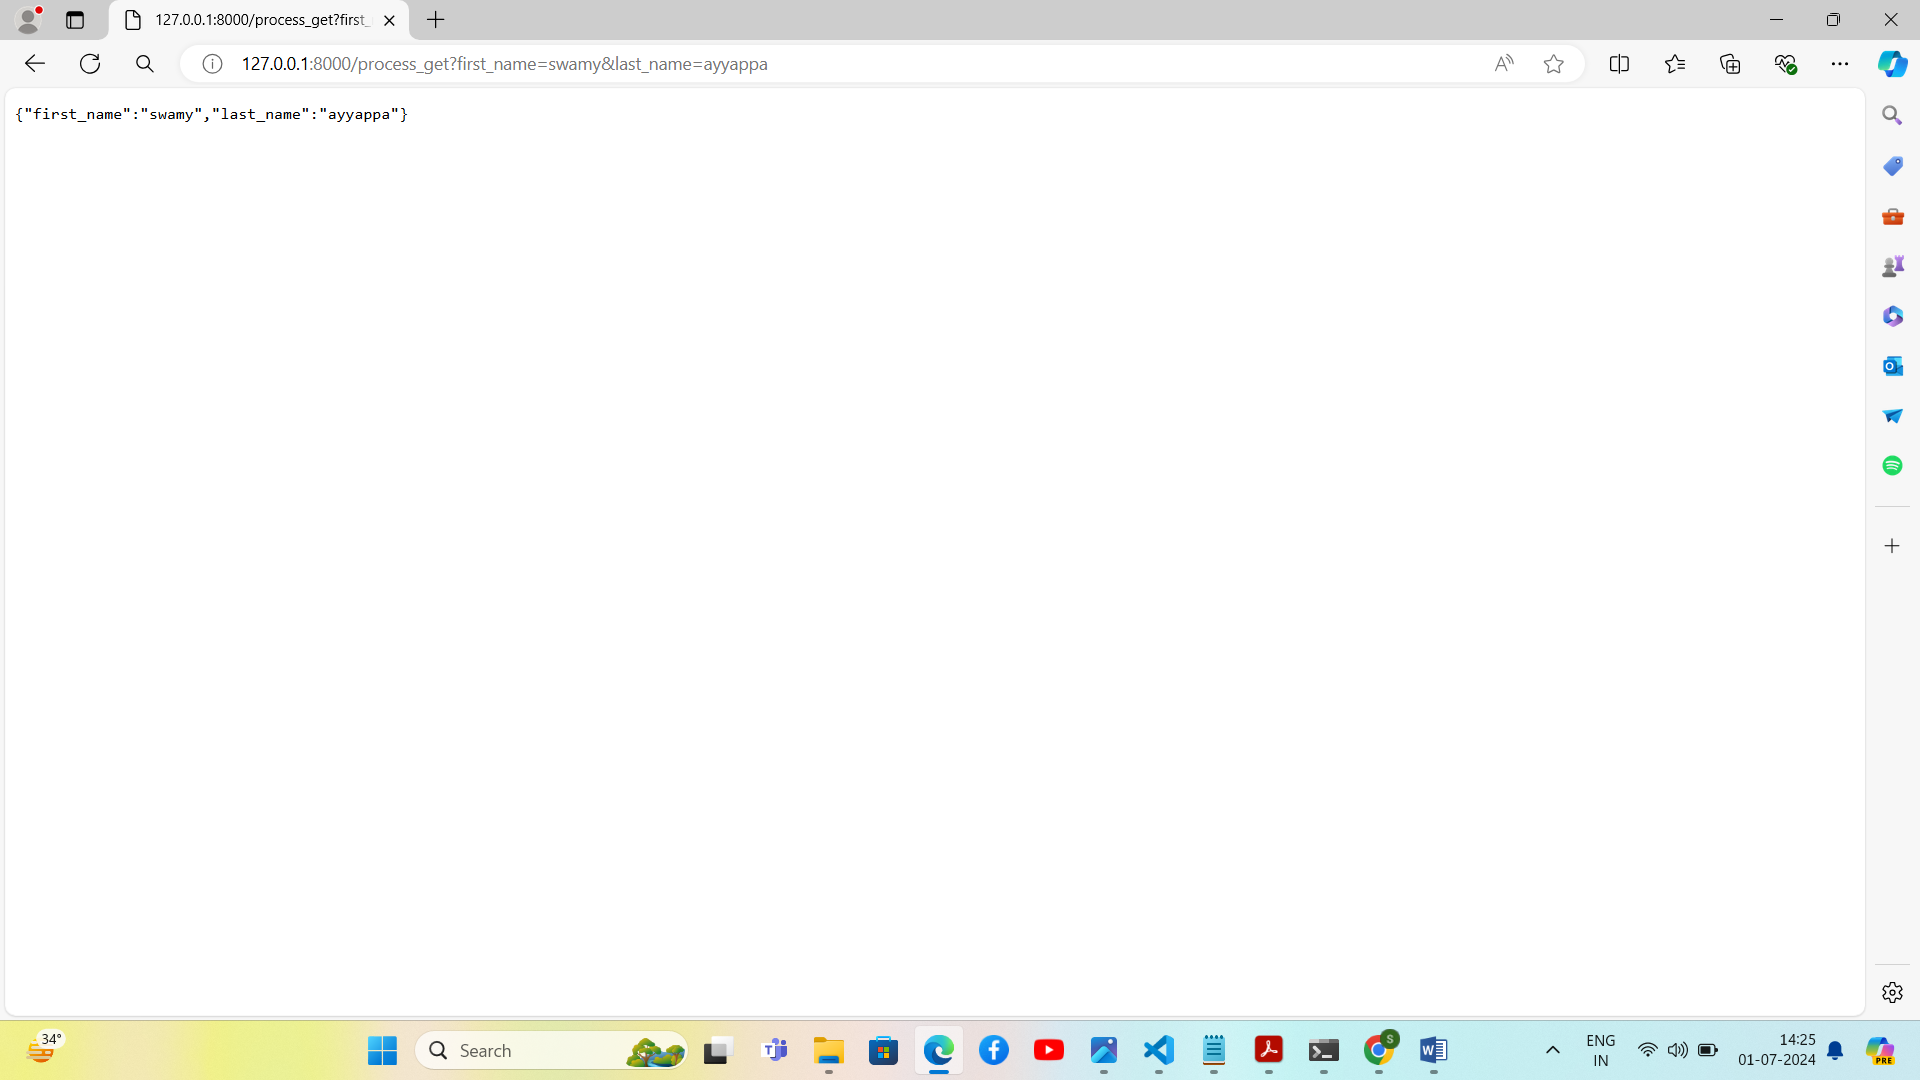 127.0.0.1:8000/process_get?first_
127.0.0.1:8000/process_get?first_name=swamy&last_name=ayyappa
{"first_name":"swamy","last_name":"ayyappa"}
34°
Search
S
ENG
IN
14:25
01-07-2024
PRE